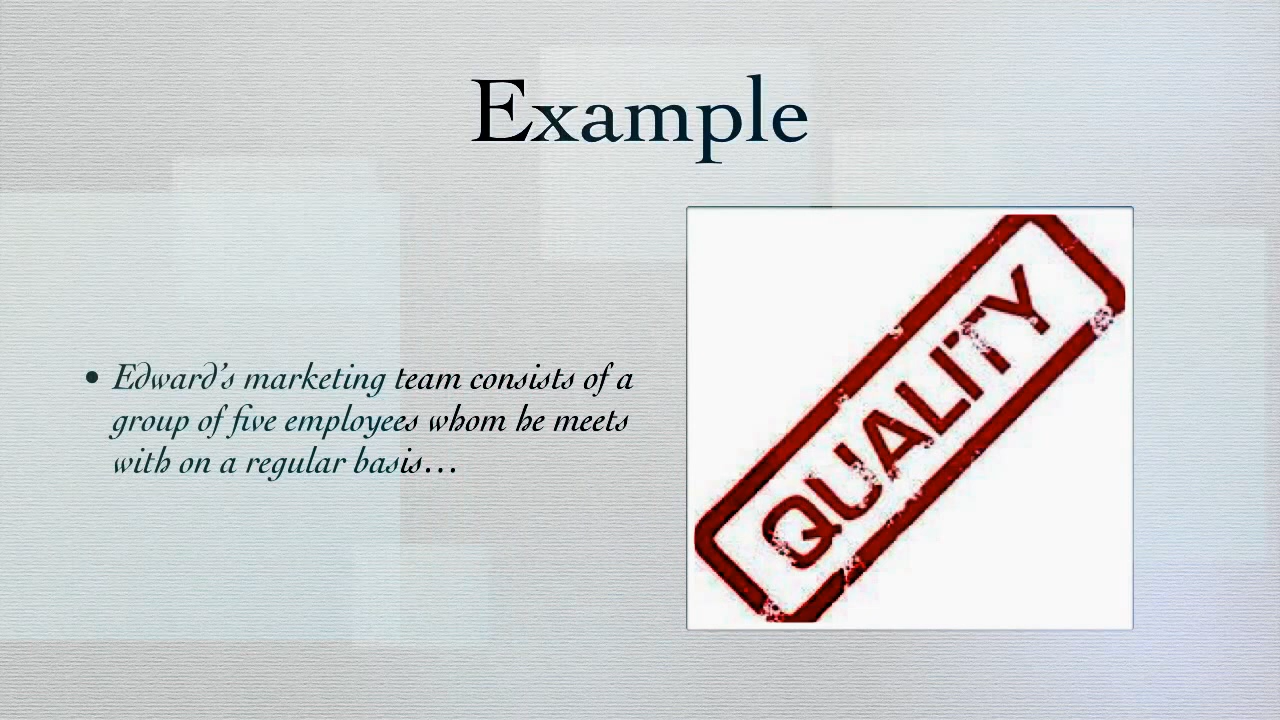 Example
• Edward’s marketing team consists of a
group of five employees whom he meets
with on a regular basis…
QUALITY